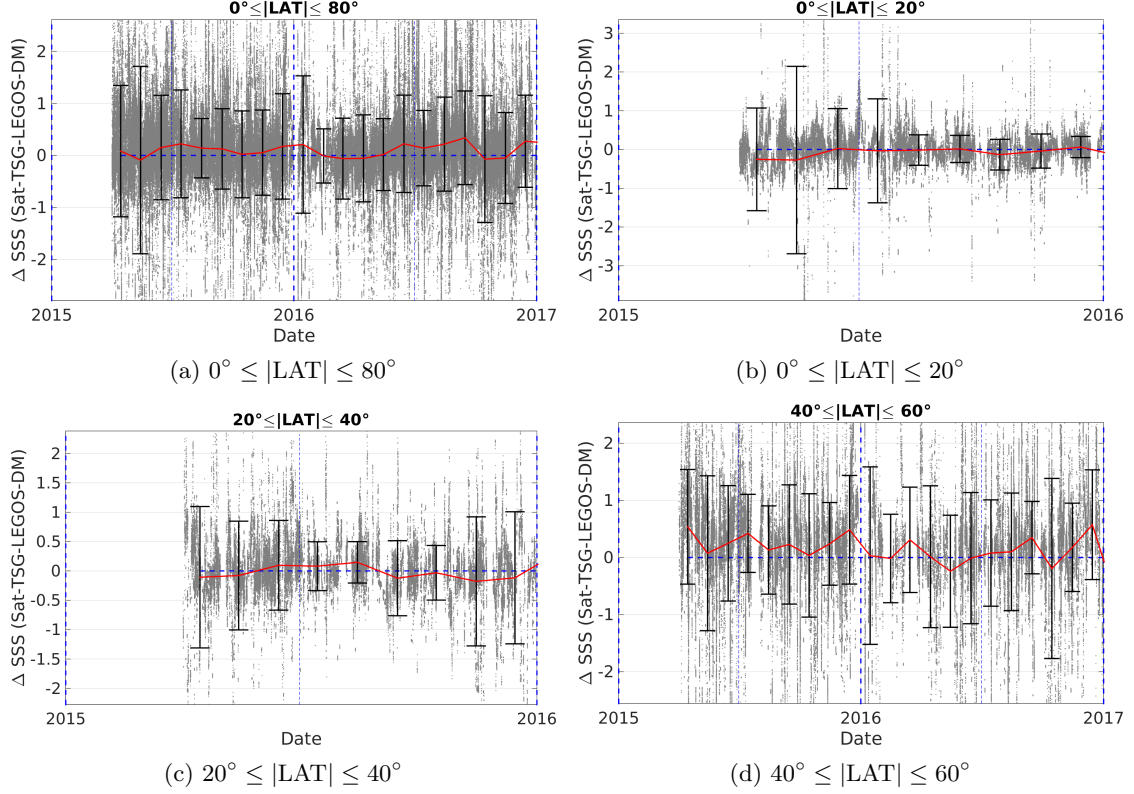 0°≤|LAT|≤ 80°
Δ SSS (Sat-TSG-LEGOS-DM)
2
1
0
-1
-2
2015
2016
2017
Date
(a) 0° ≤ |LAT| ≤ 80°
0°≤|LAT|≤ 20°
Δ SSS (Sat-TSG-LEGOS-DM)
3
2
1
0
-1
-2
-3
2015
2016
Date
(b) 0° ≤ |LAT| ≤ 20°
20°≤|LAT|≤ 40°
Δ SSS (Sat-TSG-LEGOS-DM)
2
1.5
1
0.5
0
-0.5
-1
-1.5
-2
2015
2016
Date
(c) 20° ≤ |LAT| ≤ 40°
40°≤|LAT|≤ 60°
Δ SSS (Sat-TSG-LEGOS-DM)
2
1
0
-1
-2
2015
2016
2017
Date
(d) 40° ≤ |LAT| ≤ 60°